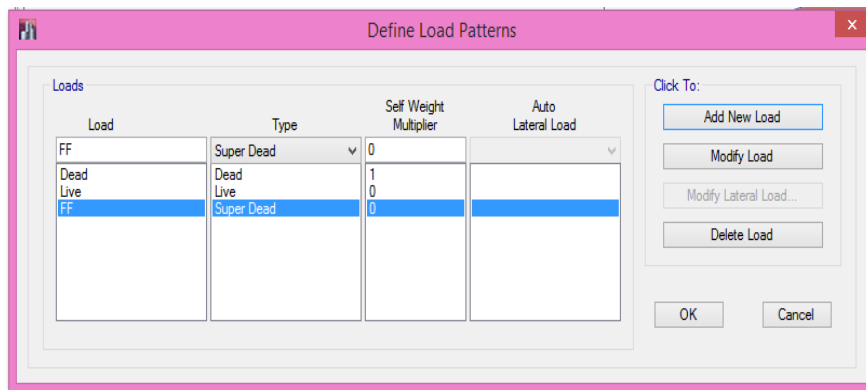 Define Load Patterns
x
Loads
Click To:
Load Type Self Weight Multiplier Auto Lateral Load
FF Super Dead 0
Dead Dead 1
Live Live 0
FF Super Dead 0
Add New Load
Modify Load
Modify Lateral Load...
Delete Load
OK Cancel